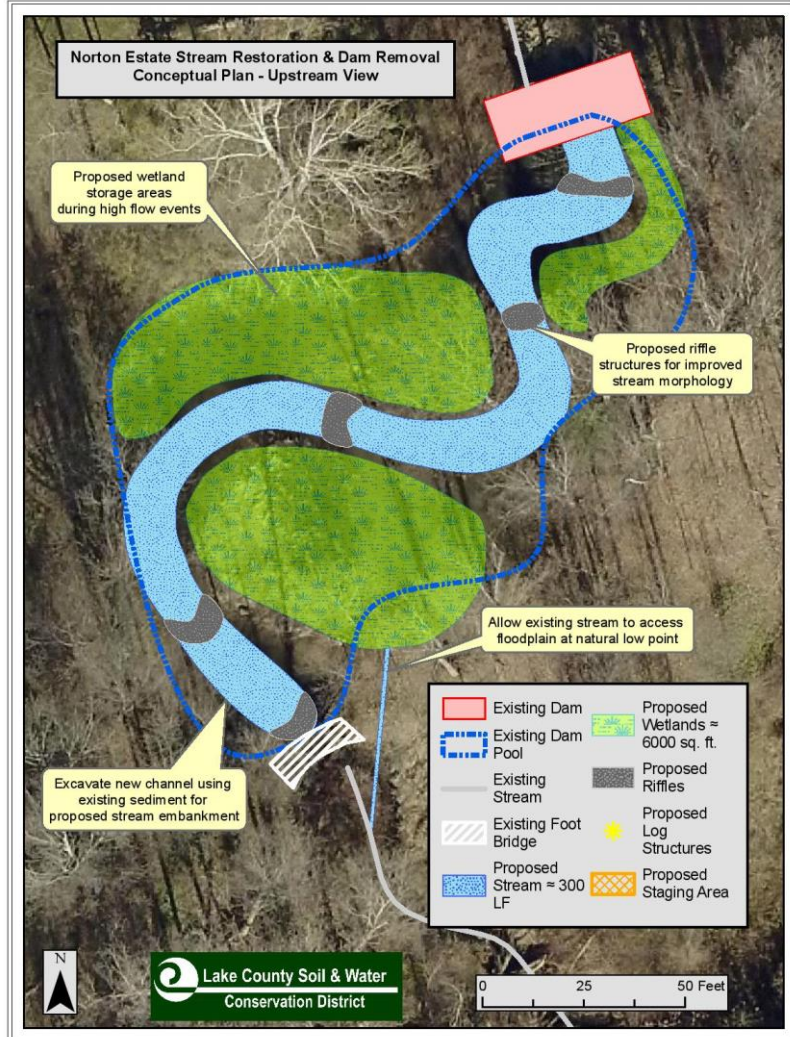 Norton Estate Stream Restoration & Dam Removal
Conceptual Plan - Upstream View
Proposed wetland
storage areas
during high flow events
Proposed riffle
structures for improved
stream morphology
Allow existing stream to access
floodplain at natural low point
Excavate new channel using
existing sediment for
proposed stream embankment
Existing Dam
Existing Dam
Pool
Existing
Stream
Existing Foot
Bridge
Proposed
Stream ≈ 300
LF
Proposed
Wetlands ≈
6000 sq. ft.
Proposed
Riffles
Proposed
Log
Structures
Proposed
Staging Area
N
Lake County Soil & Water
Conservation District
0 25 50 Feet